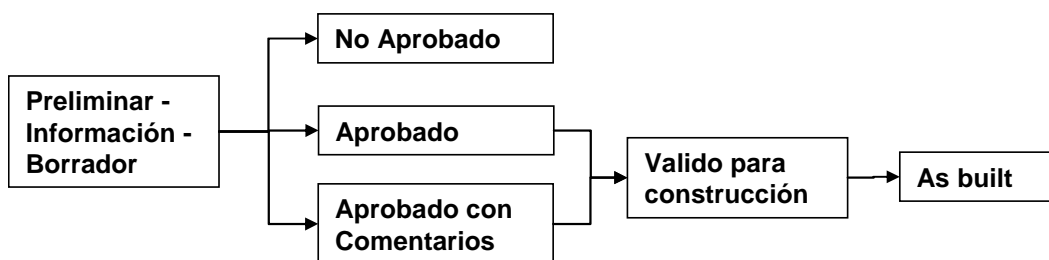 Preliminar -
Información -
Borrador
No Aprobado
Aprobado
Aprobado con
Comentarios
Valido para
construcción
As built